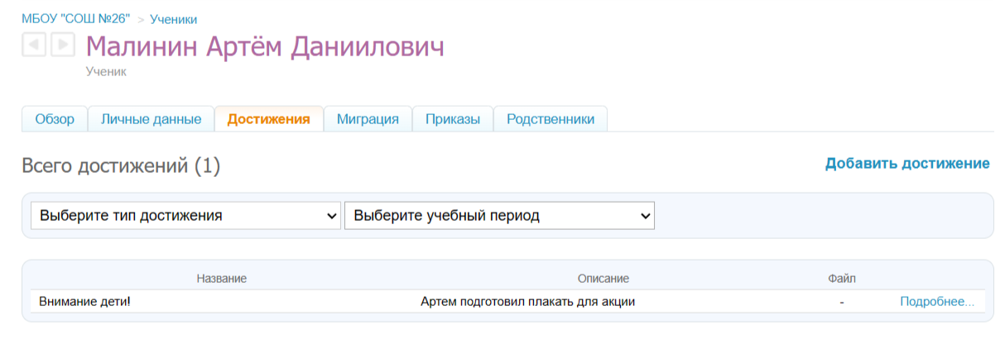 МБОУ "СОШ №26" > Ученики
Малинин Артём Даниилович
Ученик
Обзор Личные данные Достижения Миграция Приказы Родственники
Всего достижений (1) Добавить достижение
Выберите тип достижения Выберите учебный период
Название Описание Файл
Внимание дети! Артем подготовил плакать для акции - Подробнее...